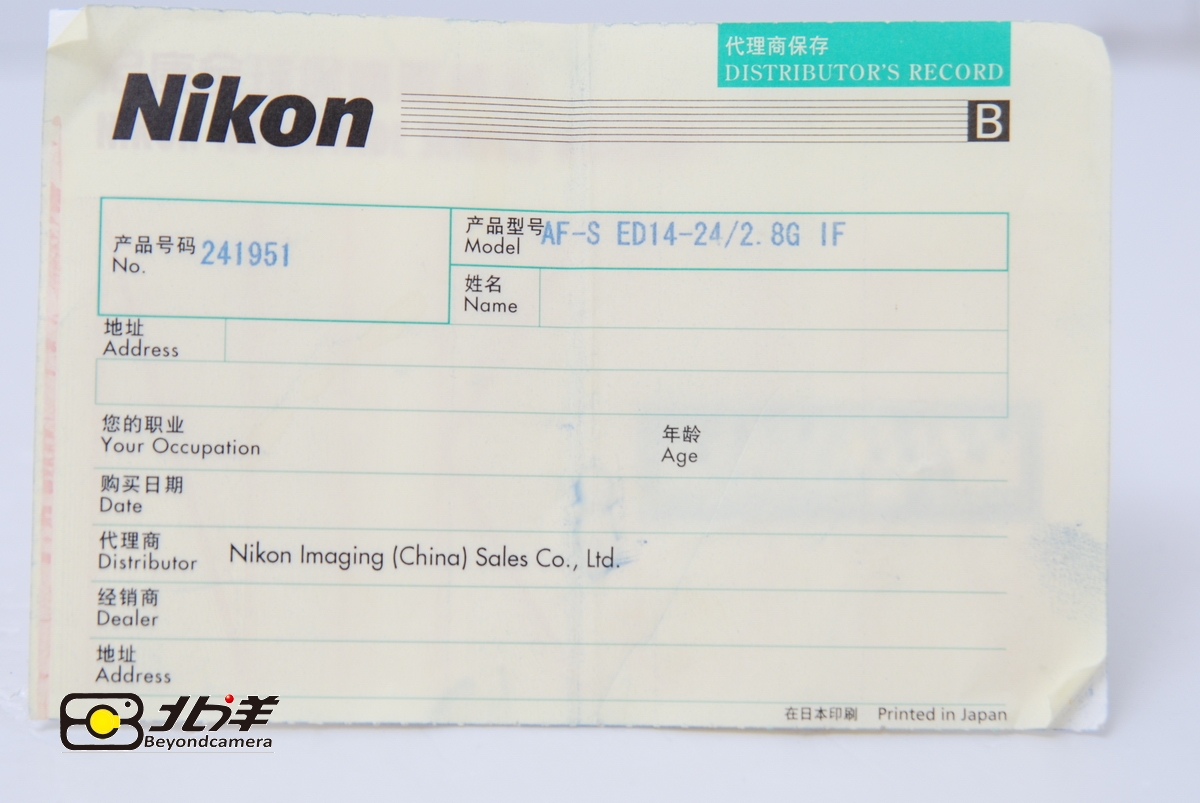 代理商保存
DISTRIBUTOR'S RECORD
Nikon
B
产品号码 241951
No.
产品型号 AF-S ED14-24/2.8G IF
Model
姓名
Name
地址
Address
您的职业
Your Occupation
年龄
Age
购买日期
Date
代理商
Distributor
Nikon Imaging (China) Sales Co., Ltd.
经销商
Dealer
地址
Address
在日本印刷 Printed in Japan
北洋
Beyondcamera